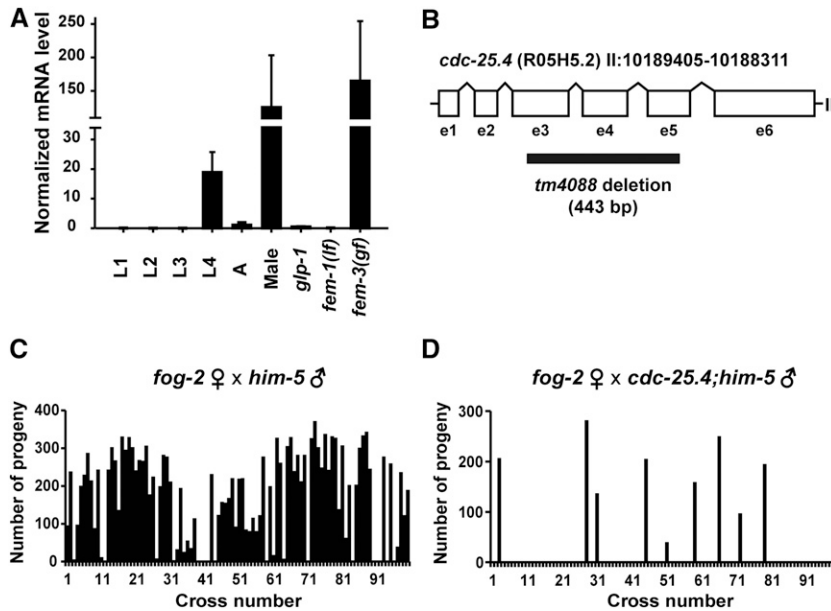 A
Normalized mRNA level
250
150
50
30
20
10
0
L1
L2
L3
L4
A
Male
glp-1
fem-1(lf)
fem-3(gf)
B
cdc-25.4 (R05H5.2) II:10189405-10188311
II
e1 e2 e3 e4 e5 e6
tm4088 deletion
(443 bp)
C
fog-2 ♀ x him-5 ♂
Number of progeny
400
300
200
100
0
1 11 21 31 41 51 61 71 81 91
Cross number
D
fog-2 ♀ x cdc-25.4;him-5 ♂
Number of progeny
300
200
100
0
1 11 21 31 41 51 61 71 81 91
Cross number